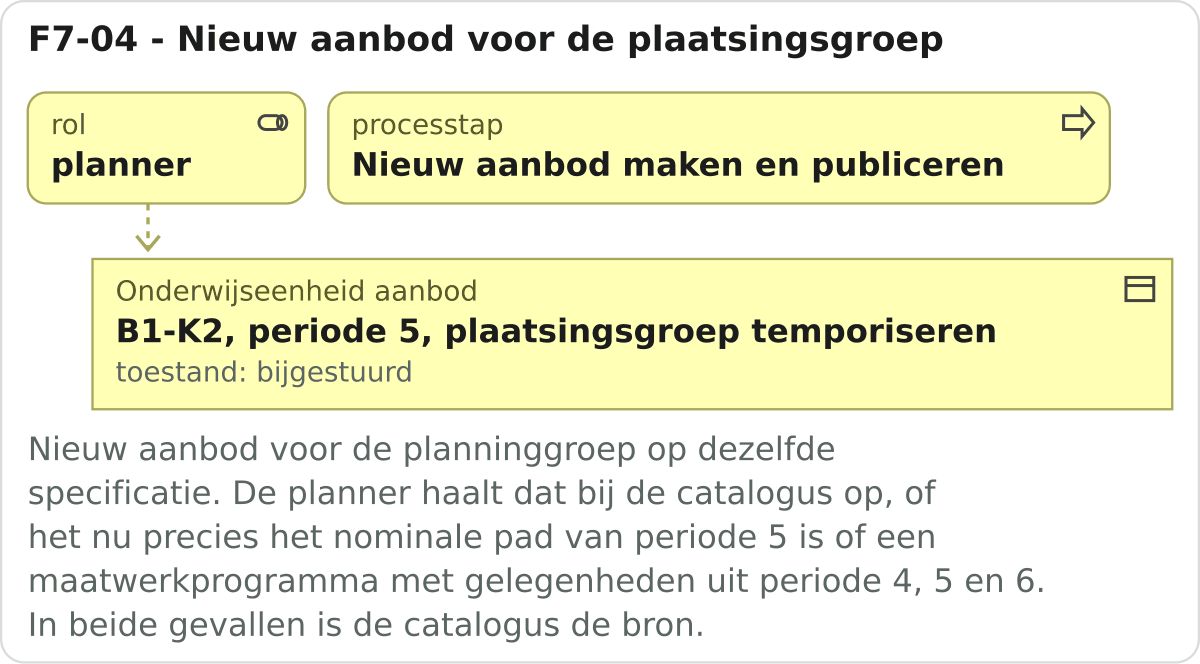 F7-04 - Nieuw aanbod voor de plaatsingsgroep
rol
planner
processtap
Nieuw aanbod maken en publiceren
Onderwijseenheid aanbod
B1-K2, periode 5, plaatsingsgroep temporiseren
toestand: bijgestuurd
Nieuw aanbod voor de planninggroep op dezelfde
specificatie. De planner haalt dat bij de catalogus op, of
het nu precies het nominale pad van periode 5 is of een
maatwerkprogramma met gelegenheden uit periode 4, 5 en 6.
In beide gevallen is de catalogus de bron.